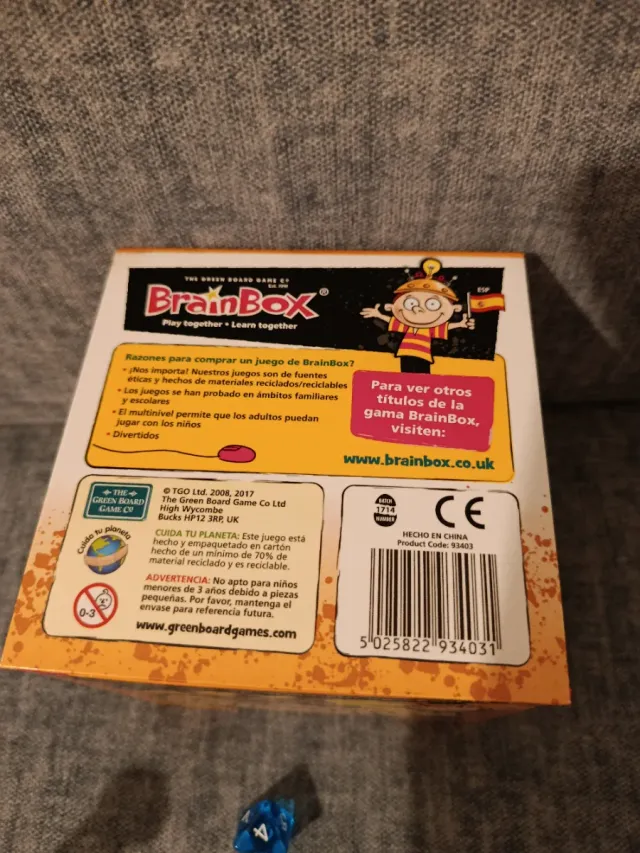 THE GREEN BOARD GAME Cº
Est. 1991
BrainBox®
Play together • Learn together
ESP
Razones para comprar un juego de BrainBox?
• ¡Nos importa! Nuestros juegos son de fuentes
éticas y hechos de materiales reciclados/reciclables
• Los juegos se han probado en ámbitos familiares
y escolares
• El multinivel permite que los adultos puedan
jugar con los niños
• Divertidos
Para ver otros
títulos de la
gama BrainBox,
visiten:
www.brainbox.co.uk
THE
GREEN BOARD
GAME Cº
© TGO Ltd. 2008, 2017
The Green Board Game Co Ltd
High Wycombe
Bucks HP12 3RP, UK
Cuida tu planeta
CUIDA TU PLANETA: Este juego está
hecho y empaquetado en cartón
hecho de un mínimo de 70% de
material reciclado y es reciclable.
0-3
ADVERTENCIA: No apto para niños
menores de 3 años debido a piezas
pequeñas. Por favor, mantenga el
envase para referencia futura.
www.greenboardgames.com
BATCH
1714
NUMBER
CE
HECHO EN CHINA
Product Code: 93403
5 025822 934031
4